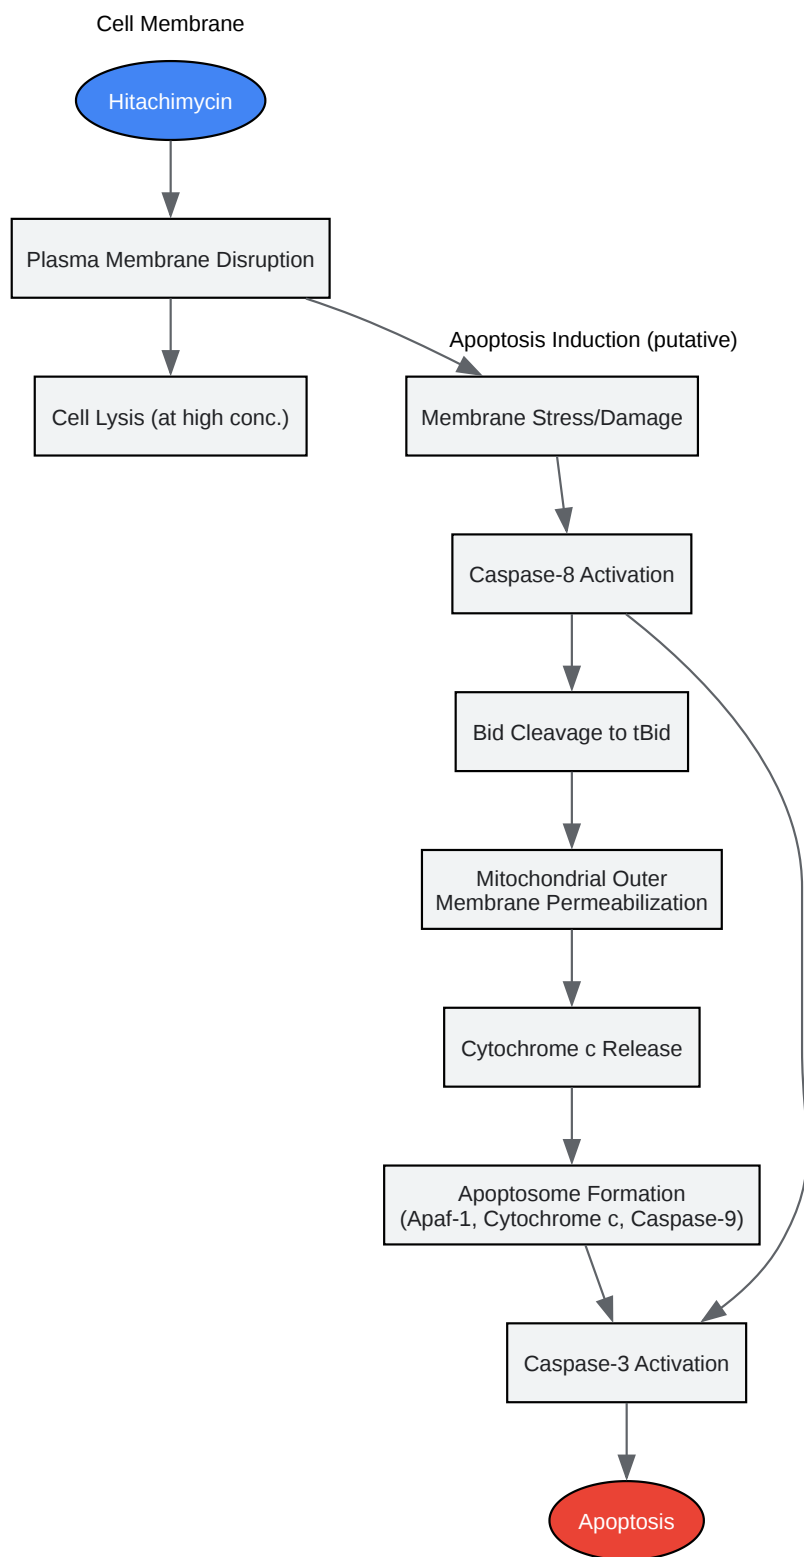 Cell Membrane
Hitachimycin
Plasma Membrane Disruption
Apoptosis Induction (putative)
Cell Lysis (at high conc.)
Membrane Stress/Damage
Caspase-8 Activation
Bid Cleavage to tBid
Mitochondrial Outer
Membrane Permeabilization
Cytochrome c Release
Apoptosome Formation
(Apaf-1, Cytochrome c, Caspase-9)
Caspase-3 Activation
Apoptosis